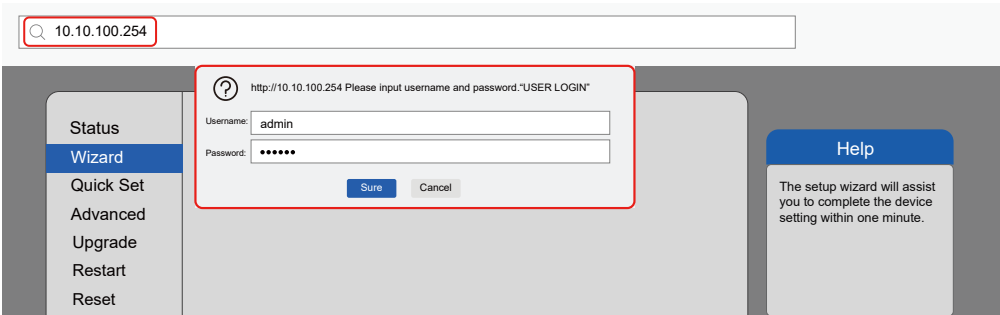 10.10.100.254
http://10.10.100.254 Please input username and password.“USER LOGIN”
Username: admin
Password: ••••••
Sure Cancel
Status
Wizard
Quick Set
Advanced
Upgrade
Restart
Reset
Help
The setup wizard will assist
you to complete the device
setting within one minute.